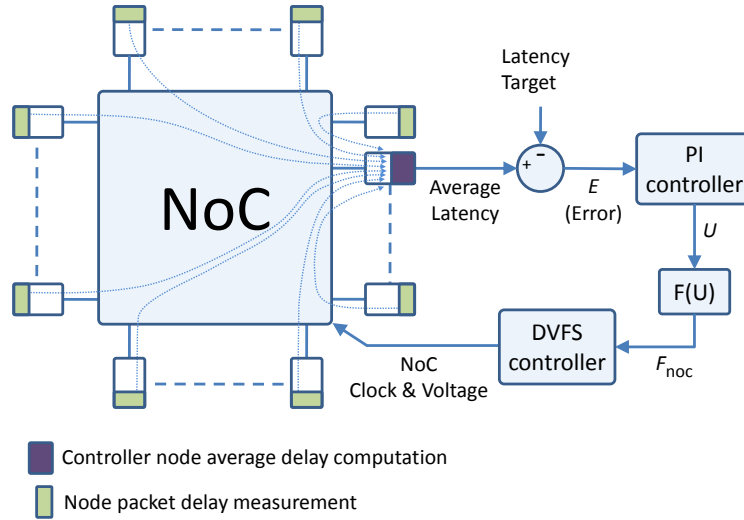 Latency
Target
NoC
+
-
Average
Latency
E
(Error)
PI
controller
U
F(U)
DVFS
controller
Fnoc
NoC
Clock & Voltage
Controller node average delay computation
Node packet delay measurement